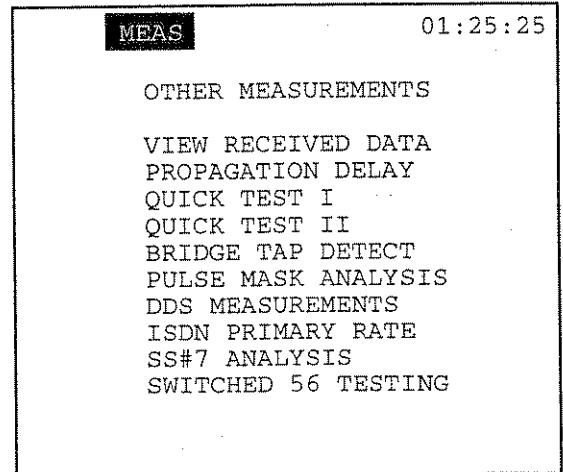 MEAS 01:25:25
OTHER MEASUREMENTS
VIEW RECEIVED DATA
PROPAGATION DELAY
QUICK TEST I
QUICK TEST II
BRIDGE TAP DETECT
PULSE MASK ANALYSIS
DDS MEASUREMENTS
ISDN PRIMARY RATE
SS#7 ANALYSIS
SWITCHED 56 TESTING